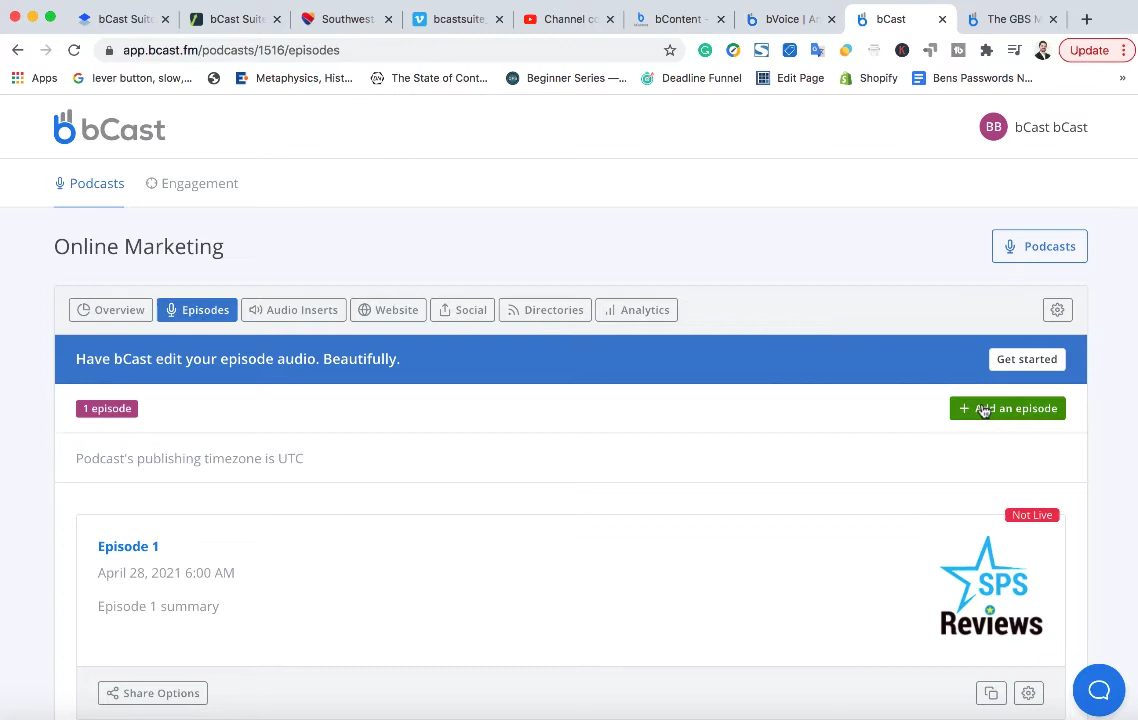 bCast Suite
bCast Suite
Southwest
bcastsuite,
Channel co
bContent -
bVoice | An
bCast
The GBS M
app.bcast.fm/podcasts/1516/episodes
Update
Apps
lever button, slow,...
Metaphysics, Hist...
The State of Cont...
Beginner Series —...
Deadline Funnel
Edit Page
Shopify
Bens Passwords N...
»
bCast
BB
bCast bCast
Podcasts
Engagement
Online Marketing
Podcasts
Overview
Episodes
Audio Inserts
Website
Social
Directories
Analytics
Have bCast edit your episode audio. Beautifully.
Get started
1 episode
+ Add an episode
Podcast's publishing timezone is UTC
Not Live
Episode 1
April 28, 2021 6:00 AM
Episode 1 summary
SPS
Reviews
Share Options